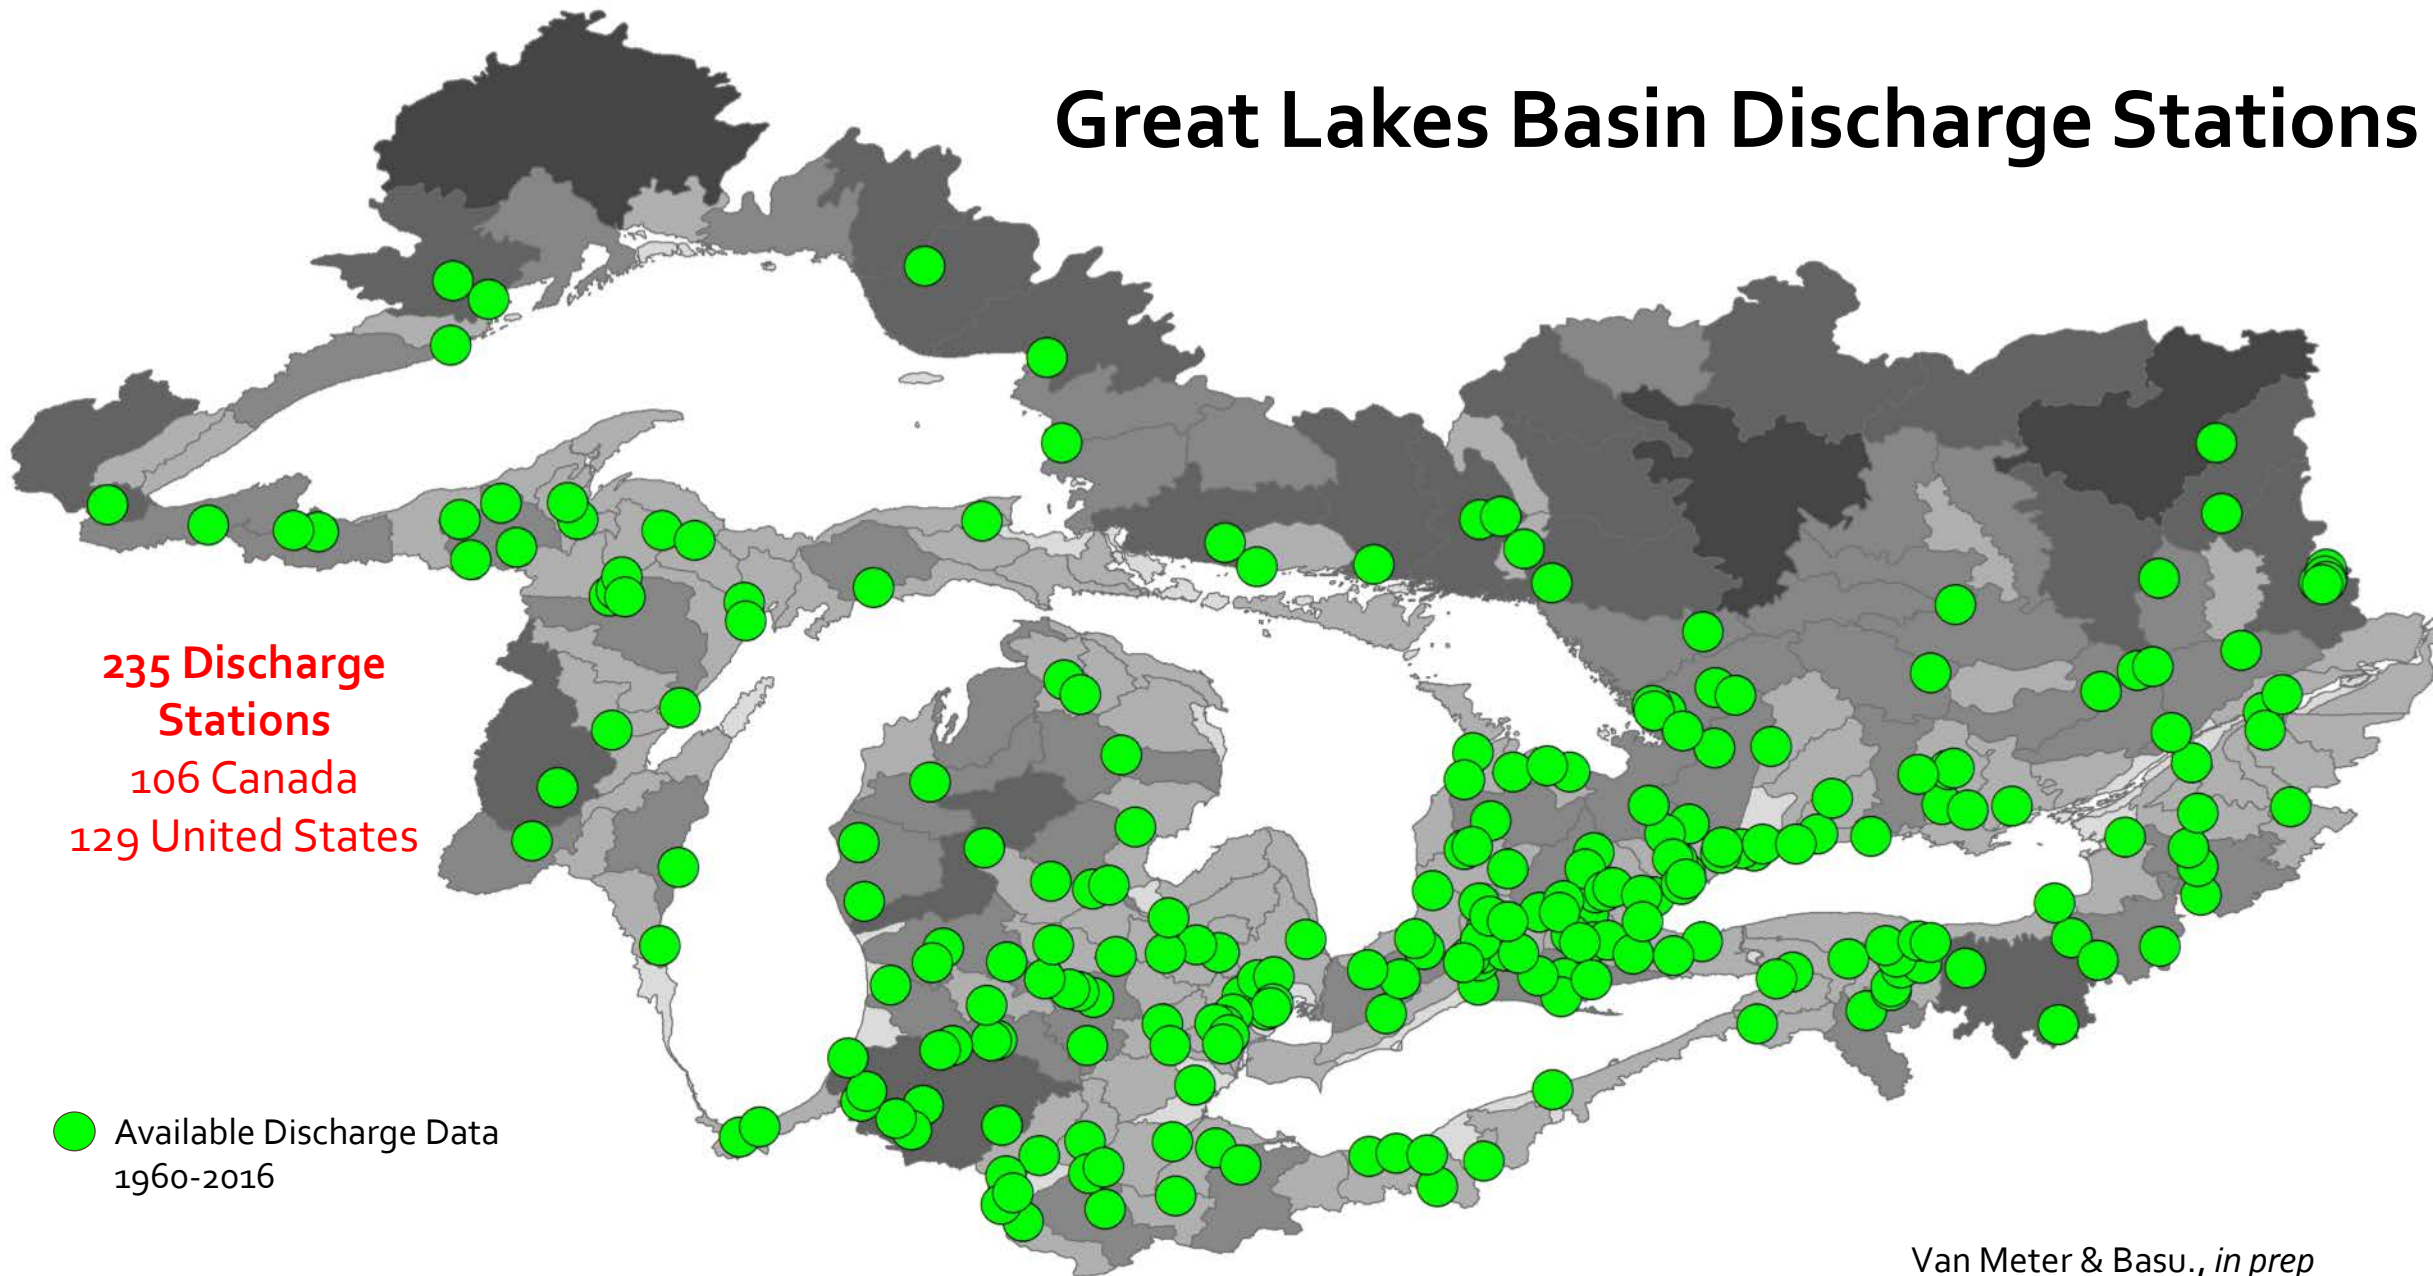 Great Lakes Basin Discharge Stations
235 Discharge
Stations
106 Canada
129 United States
Available Discharge Data
1960-2016
Van Meter & Basu., in prep